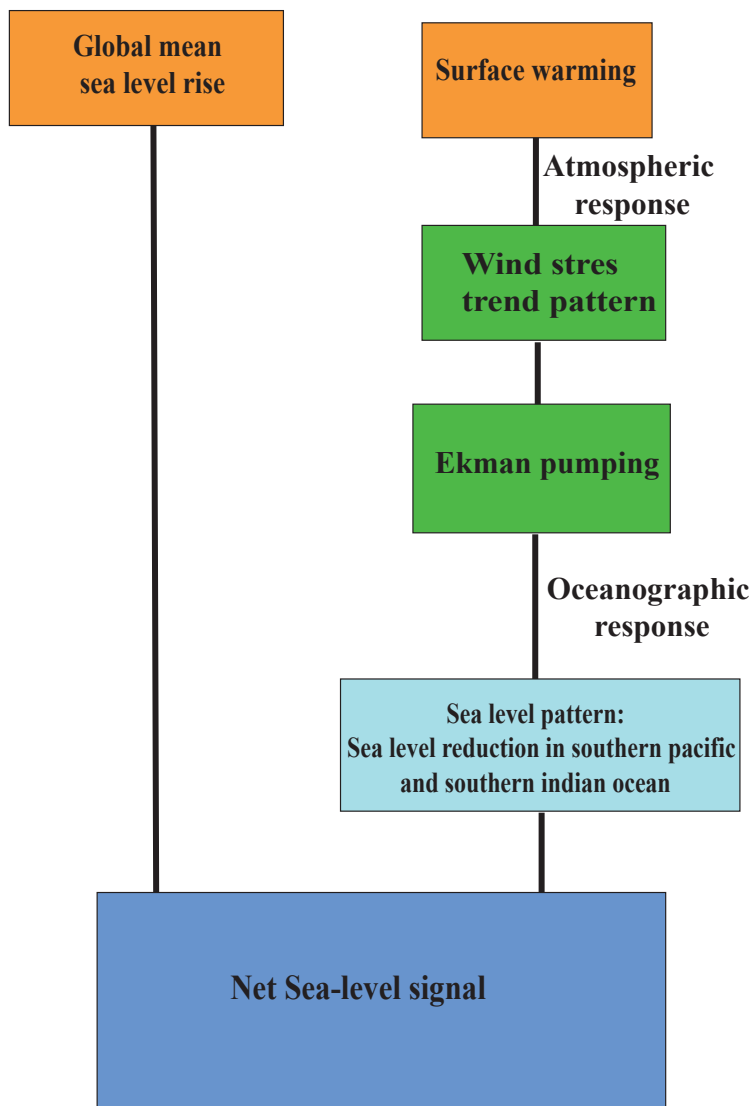 Global mean
sea level rise
Surface warming
Atmospheric
response
Wind stres
trend pattern
Ekman pumping
Oceanographic
response
Sea level pattern:
Sea level reduction in southern pacific
and southern indian ocean
Net Sea-level signal